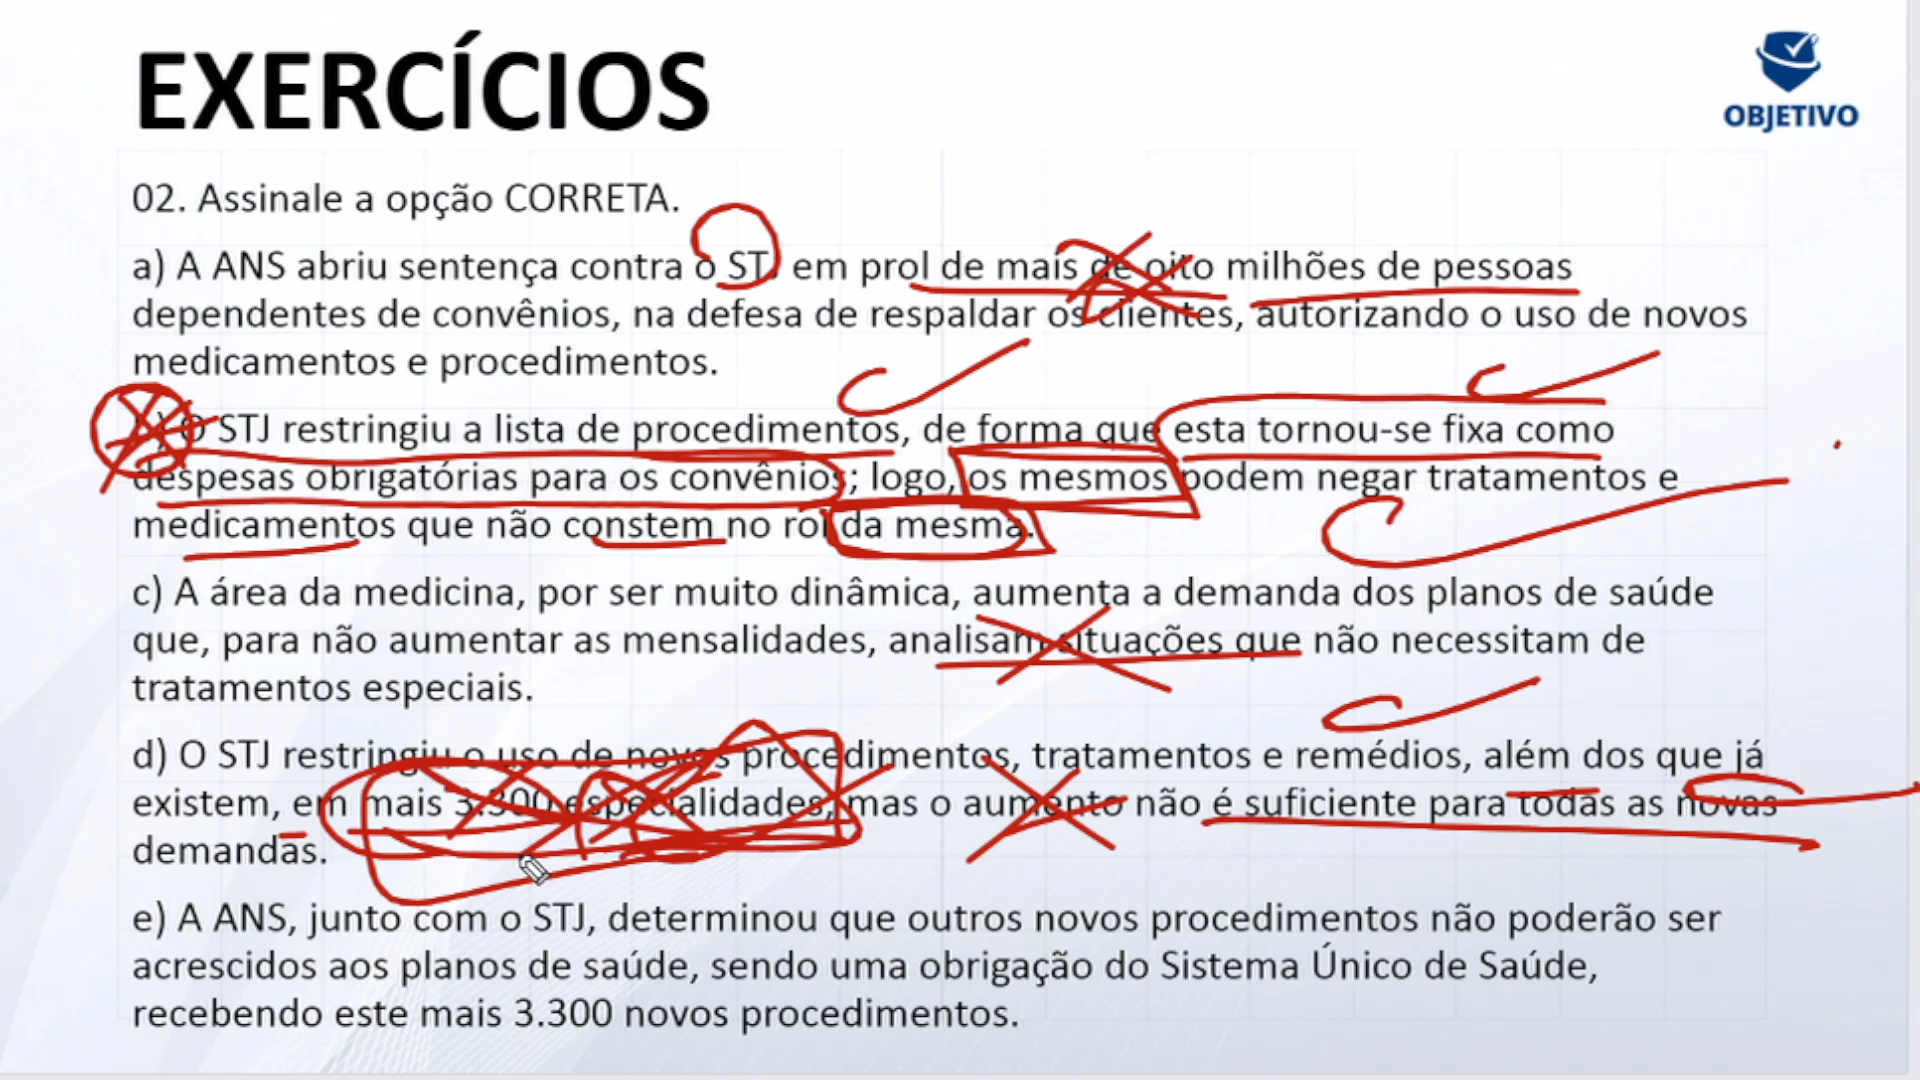 EXERCÍCIOS
OBJETIVO
02. Assinale a opção CORRETA.
a) A ANS abriu sentença contra o STJ em prol de mais de oito milhões de pessoas
dependentes de convênios, na defesa de respaldar os clientes, autorizando o uso de novos
medicamentos e procedimentos.
b) O STJ restringiu a lista de procedimentos, de forma que esta tornou-se fixa como
despesas obrigatórias para os convênios; logo, os mesmos podem negar tratamentos e
medicamentos que não constem no rol da mesma.
c) A área da medicina, por ser muito dinâmica, aumenta a demanda dos planos de saúde
que, para não aumentar as mensalidades, analisam situações que não necessitam de
tratamentos especiais.
d) O STJ restringiu o uso de novos procedimentos, tratamentos e remédios, além dos que já
existem, em mais 3.300 especialidades, mas o aumento não é suficiente para todas as novas
demandas.
e) A ANS, junto com o STJ, determinou que outros novos procedimentos não poderão ser
acrescidos aos planos de saúde, sendo uma obrigação do Sistema Único de Saúde,
recebendo este mais 3.300 novos procedimentos.